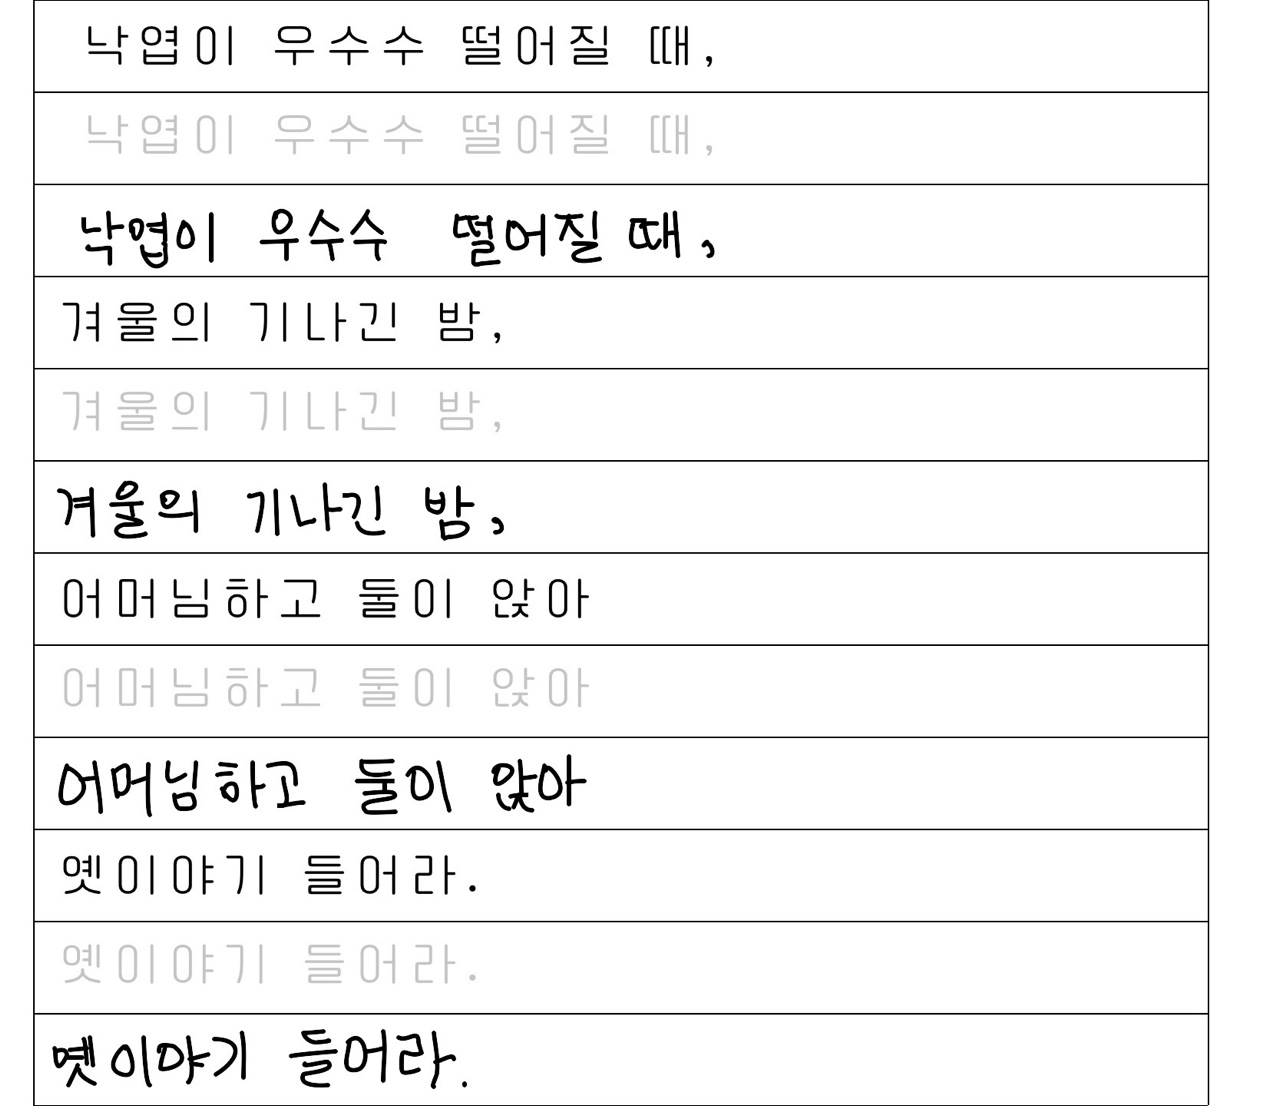 낙엽이 우수수 떨어질 때,
낙엽이 우수수 떨어질 때,
낙엽이 우수수 떨어질 때,
겨울의 기나긴 밤,
겨울의 기나긴 밤,
겨울의 기나긴 밤,
어머님하고 둘이 앉아
어머님하고 둘이 앉아
어머님하고 둘이 앉아
옛이야기 들어라.
옛이야기 들어라.
옛이야기 들어라.